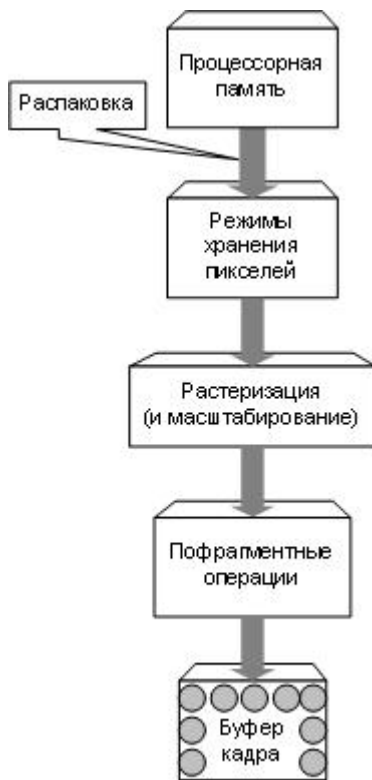 Процессорная
память
Распаковка
Режимы
хранения
пикселей
Растеризация
(и масштабирование)
Пофрагментные
операции
Буфер
кадра